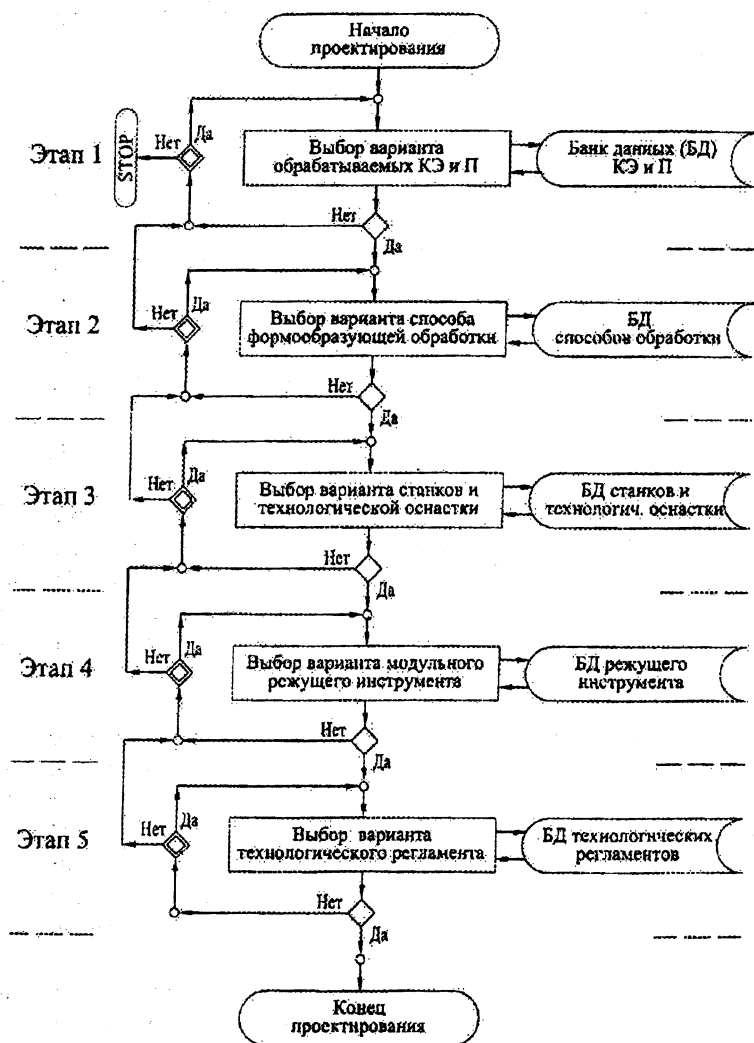 Начало
проектирования
Да
Нет
STOP
Этап 1
Выбор варианта
обрабатываемых КЭ и П
Банк данных (БД)
КЭ и П
Нет
Да
Да
Нет
Этап 2
Выбор варианта способа
формообразующей обработки
БД
способов обработки
Нет
Да
Да
Нет
Этап 3
Выбор варианта станков и
технологической оснастки
БД станков и
технологич. оснастки
Нет
Да
Да
Нет
Этап 4
Выбор варианта модульного
режущего инструмента
БД режущего
инструмента
Нет
Да
Да
Нет
Этап 5
Выбор варианта
технологического регламента
БД технологических
регламентов
Нет
Да
Конец
проектирования